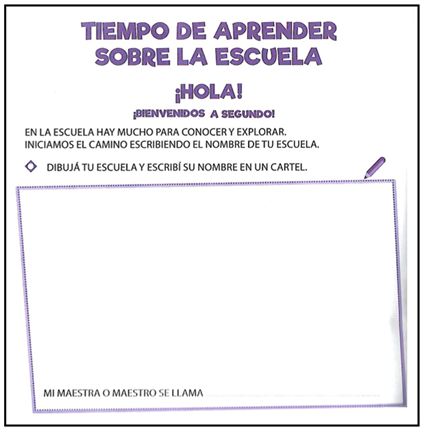 TIEMPO DE APRENDER
SOBRE LA ESCUELA
¡HOLA!
¡BIENVENIDOS A SEGUNDO!
EN LA ESCUELA HAY MUCHO PARA CONOCER Y EXPLORAR.
INICIAMOS EL CAMINO ESCRIBIENDO EL NOMBRE DE TU ESCUELA.
DIBUJÁ TU ESCUELA Y ESCRIBÍ SU NOMBRE EN UN CARTEL.
MI MAESTRA O MAESTRO SE LLAMA